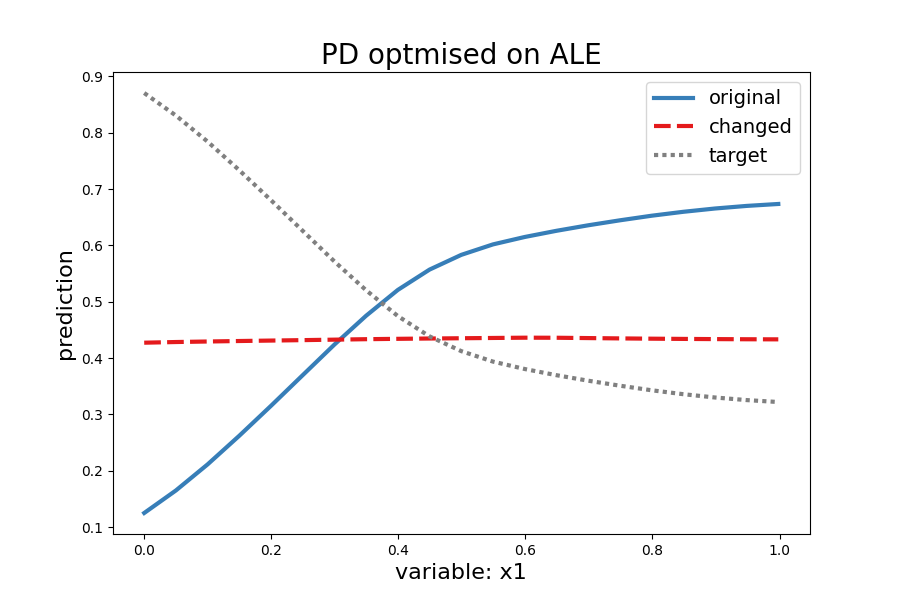 PD optmised on ALE
original
changed
target
0.9
0.8
0.7
0.6
0.5
0.4
0.3
0.2
0.1
prediction
0.0 0.2 0.4 0.6 0.8 1.0
variable: x1